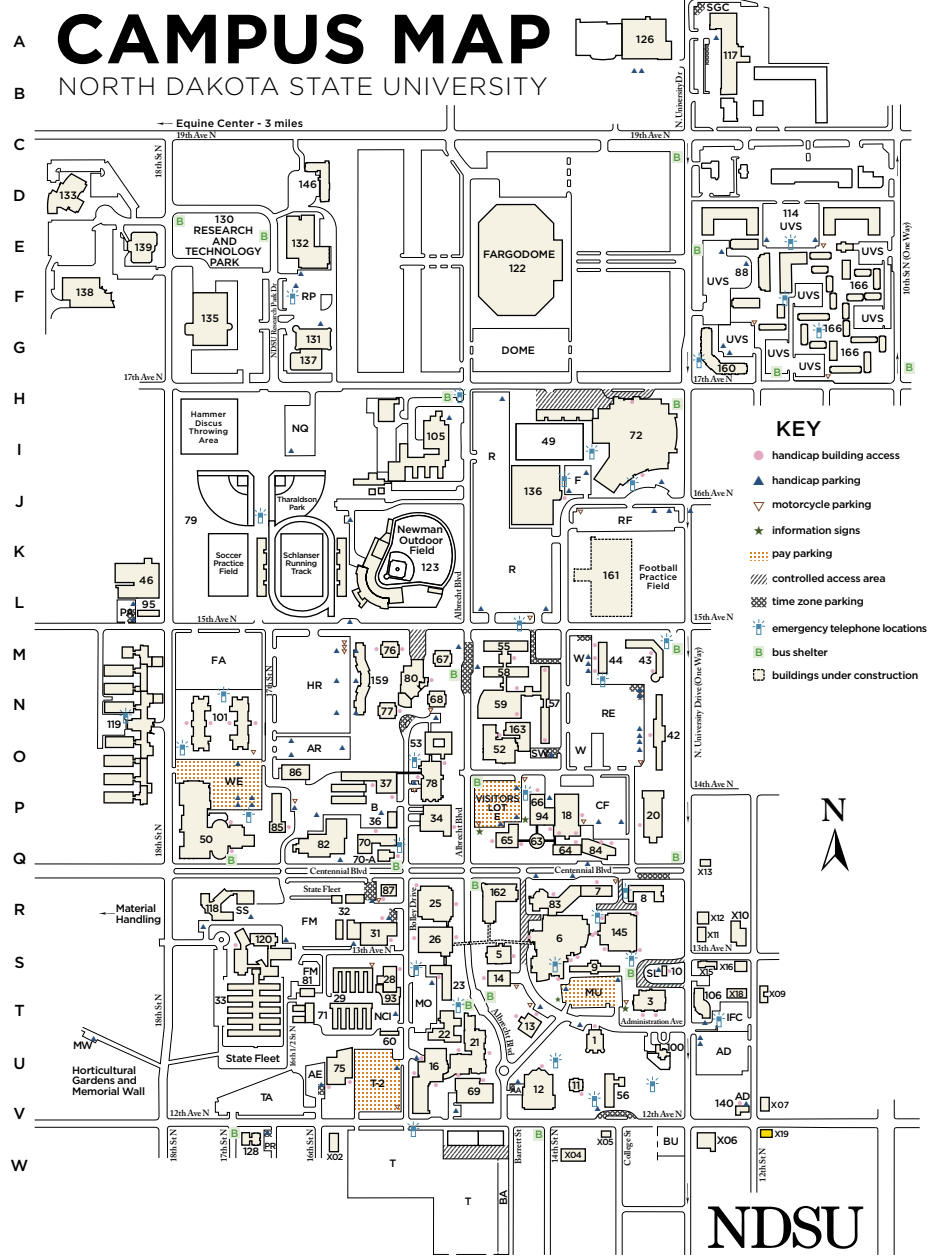 CAMPUS MAP
NORTH DAKOTA STATE UNIVERSITY
A
B
C
D
E
F
G
H
I
J
K
L
M
N
O
P
Q
R
S
T
U
V
W
126
SGC
117
N. University Dr
Equine Center - 3 miles
19th Ave N
19th Ave N
18th St N
B
133
146
B
130
RESEARCH
AND
TECHNOLOGY
PARK
B
132
139
138
135
RP
NDSU Research Park Dr
131
137
17th Ave N
FARGODOME
122
DOME
B
114
UVS
UVS
88
UVS
166
UVS
UVS
166
UVS
UVS
166
UVS
160
B
B
17th Ave N
10th St N (One Way)
Hammer
Discus
Throwing
Area
NQ
105
B
R
49
72
B
136
F
16th Ave N
RF
79
Tharaldson
Park
Soccer
Practice
Field
Schlanser
Running
Track
Newman
Outdoor
Field
123
Albrecht Blvd
R
161
Football
Practice
Field
46
95
15th Ave N
15th Ave N
KEY
handicap building access
handicap parking
motorcycle parking
information signs
pay parking
controlled access area
time zone parking
emergency telephone locations
B bus shelter
buildings under construction
FA
17th St N
HR
159
76
67
80
B
68
77
55
58
59
57
163
52
SW
W
44
43
B
RE
W
42
N. University Drive (One Way)
119
101
AR
53
14th Ave N
WE
86
37
78
B
36
34
Albrecht Blvd
B
VISITORS
LOT
E
66
94
18
CF
20
18th St N
50
85
82
70
70-A
B
B
65
63
64
84
B
Centennial Blvd
Centennial Blvd
N
X13
Material
Handling
118
SS
State Fleet
87
32
FM
31
13th Ave N
Bolley Drive
25
26
B
162
83
7
8
6
145
X12
X10
X11
13th Ave N
120
33
FM
81
28
29
93
71
NCI
5
14
23
MO
B
B
9
B
SL
10
MU
3
Administration Ave
X15
X16
106
X18
X09
IFC
18th St N
16th 1/2 St N
60
22
21
13
Albrecht Blvd
1
100
AD
MW
Horticultural
Gardens and
Memorial Wall
State Fleet
TA
AE
75
T-2
16
69
AA
12
11
56
140
AD
X07
12th Ave N
12th Ave N
18th St N
17th St N
B
128
PR
16th St N
X02
T
T
BA
Barrett St
B
14th St N
X04
X05
College St
BU
X06
12th St N
X19
NDSU